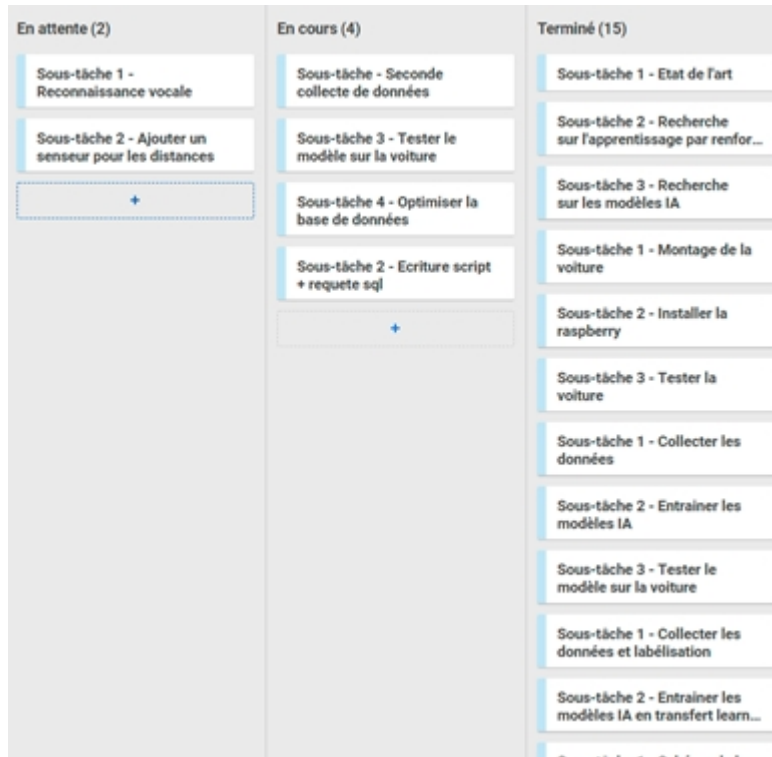 En attente (2)
Sous-tâche 1 -
Reconnaissance vocale
Sous-tâche 2 - Ajouter un
senseur pour les distances
+
En cours (4)
Sous-tâche - Seconde
collecte de données
Sous-tâche 3 - Tester le
modèle sur la voiture
Sous-tâche 4 - Optimiser la
base de données
Sous-tâche 2 - Ecriture script
+ requete sql
+
Terminé (15)
Sous-tâche 1 - Etat de l'art
Sous-tâche 2 - Recherche
sur l'apprentissage par renfor...
Sous-tâche 3 - Recherche
sur les modèles IA
Sous-tâche 1 - Montage de la
voiture
Sous-tâche 2 - Installer la
raspberry
Sous-tâche 3 - Tester la
voiture
Sous-tâche 1 - Collecter les
données
Sous-tâche 2 - Entrainer les
modèles IA
Sous-tâche 3 - Tester le
modèle sur la voiture
Sous-tâche 1 - Collecter les
données et labélisation
Sous-tâche 2 - Entrainer les
modèles IA en transfert learn...